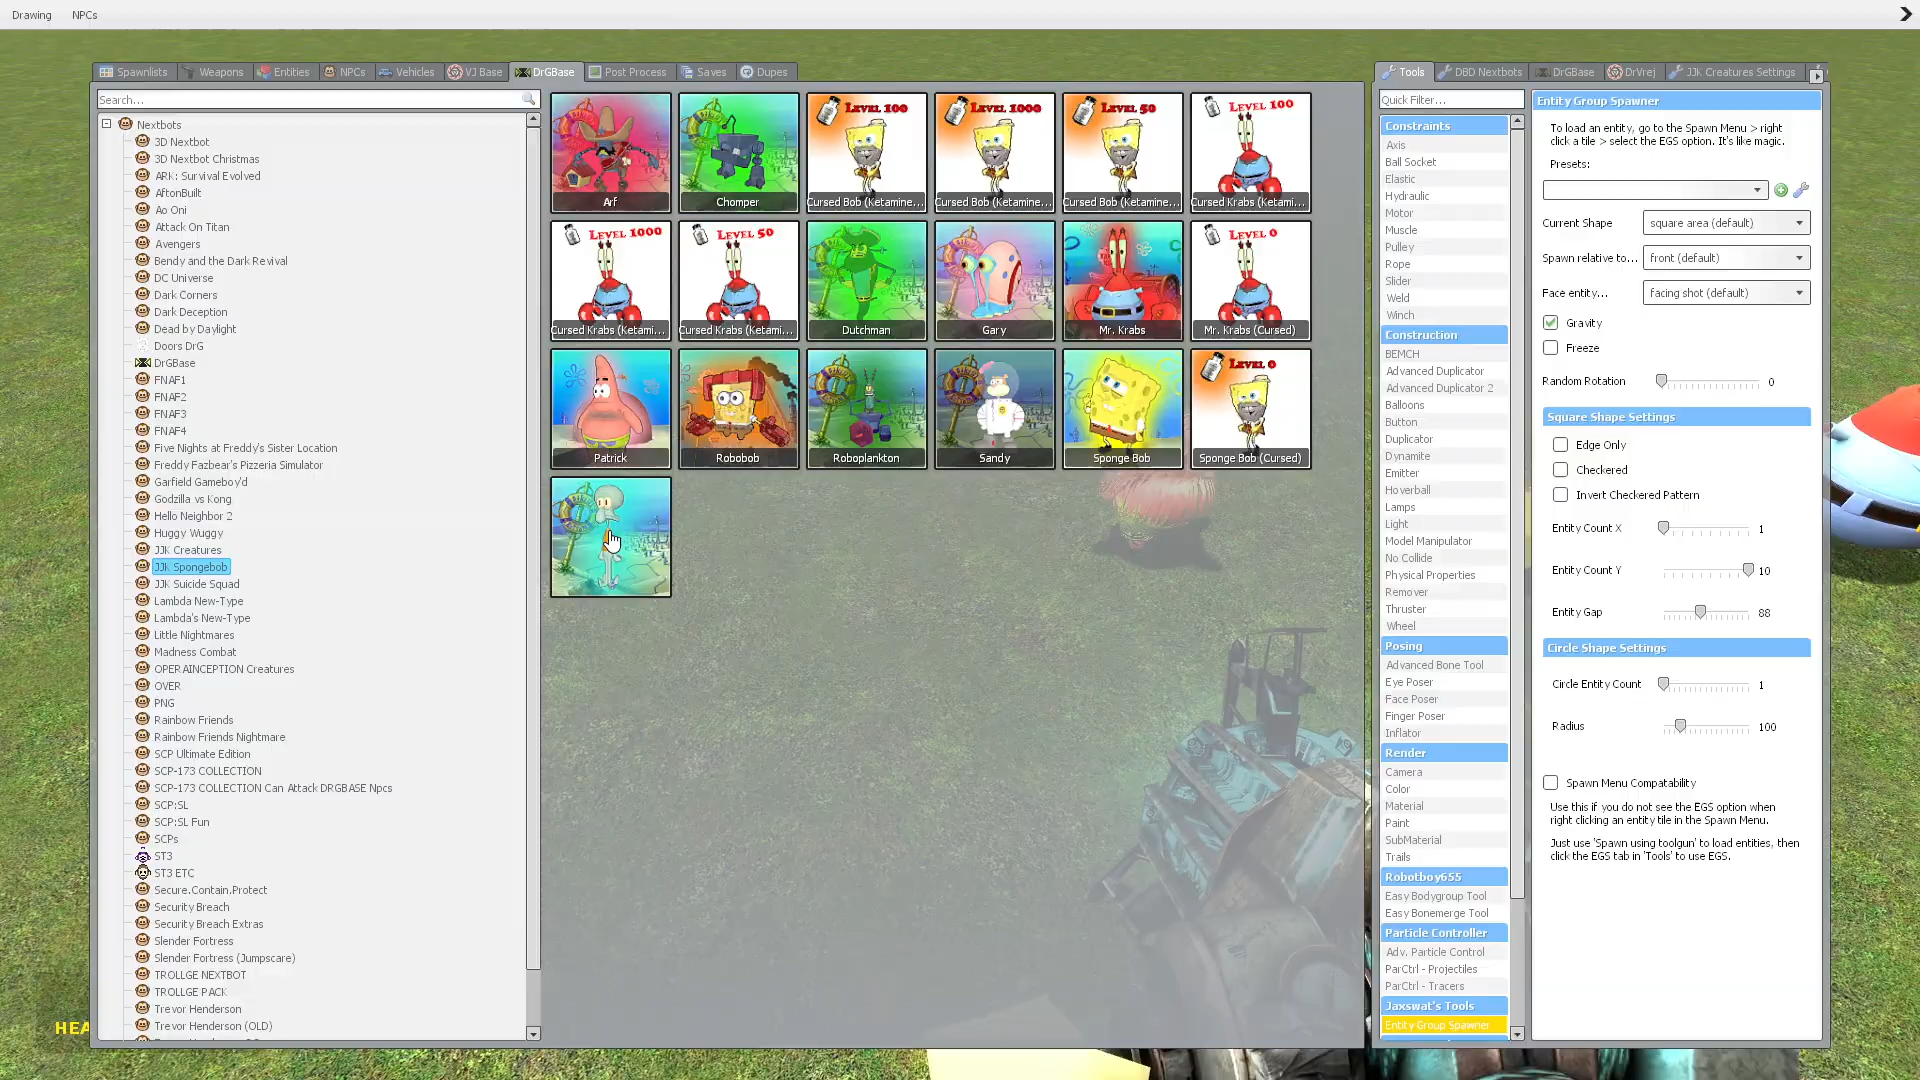 Drawing NPCs
Spawnlists Weapons Entities NPCs Vehicles VJ Base DrGBase Post Process Saves Dupes
Search...
Nextbots
3D Nextbot
3D Nextbot Christmas
ARK: Survival Evolved
AftonBuilt
Ao Oni
Attack On Titan
Avengers
Bendy and the Dark Revival
DC Universe
Dark Corners
Dark Deception
Dead by Daylight
Doors DrG
DrGBase
FNAF1
FNAF2
FNAF3
FNAF4
Five Nights at Freddy's Sister Location
Freddy Fazbear's Pizzeria Simulator
Garfield Gameboy'd
Godzilla vs Kong
Hello Neighbor 2
Huggy Wuggy
JJK Creatures
JJK Spongebob
JJK Suicide Squad
Lambda New-Type
Lambda's New-Type
Little Nightmares
Madness Combat
OPERAINCEPTION Creatures
OVER
PNG
Rainbow Friends
Rainbow Friends Nightmare
SCP Ultimate Edition
SCP-173 COLLECTION
SCP-173 COLLECTION Can Attack DRGBASE Npcs
SCP:SL
SCP:SL Fun
SCPs
ST3
ST3 ETC
Secure.Contain.Protect
Security Breach
Security Breach Extras
Slender Fortress
Slender Fortress (Jumpscare)
TROLLGE NEXTBOT
TROLLGE PACK
Trevor Henderson
Trevor Henderson (OLD)
HEA
LEVEL 100 LEVEL 1000 LEVEL 50 LEVEL 100
Arf Chomper Cursed Bob (Ketamine... Cursed Bob (Ketamine... Cursed Bob (Ketamine... Cursed Krabs (Ketami...
LEVEL 1000 LEVEL 50 LEVEL 0
Cursed Krabs (Ketami... Cursed Krabs (Ketami... Dutchman Gary Mr. Krabs Mr. Krabs (Cursed)
LEVEL 0
Patrick Robobob Roboplankton Sandy Sponge Bob Sponge Bob (Cursed)
Tools DBD Nextbots DrGBase DrVrej JJK Creatures Settings
Quick Filter...
Constraints
Axis
Ball Socket
Elastic
Hydraulic
Motor
Muscle
Pulley
Rope
Slider
Weld
Winch
Construction
BEMCH
Advanced Duplicator
Advanced Duplicator 2
Balloons
Button
Duplicator
Dynamite
Emitter
Hoverball
Lamps
Light
Model Manipulator
No Collide
Physical Properties
Remover
Thruster
Wheel
Posing
Advanced Bone Tool
Eye Poser
Face Poser
Finger Poser
Inflator
Render
Camera
Color
Material
Paint
SubMaterial
Trails
Robotboy655
Easy Bodygroup Tool
Easy Bonemerge Tool
Particle Controller
Adv. Particle Control
ParCtrl - Projectiles
ParCtrl - Tracers
Jaxswat's Tools
Entity Group Spawner
Entity Group Spawner
To load an entity, go to the Spawn Menu > right
click a tile > select the EGS option. It's like magic.
Presets:
Current Shape square area (default)
Spawn relative to... front (default)
Face entity... facing shot (default)
Gravity
Freeze
Random Rotation 0
Square Shape Settings
Edge Only
Checkered
Invert Checkered Pattern
Entity Count X 1
Entity Count Y 10
Entity Gap 88
Circle Shape Settings
Circle Entity Count 1
Radius 100
Spawn Menu Compatability
Use this if you do not see the EGS option when
right clicking an entity tile in the Spawn Menu.
Just use 'Spawn using toolgun' to load entities, then
click the EGS tab in 'Tools' to use EGS.